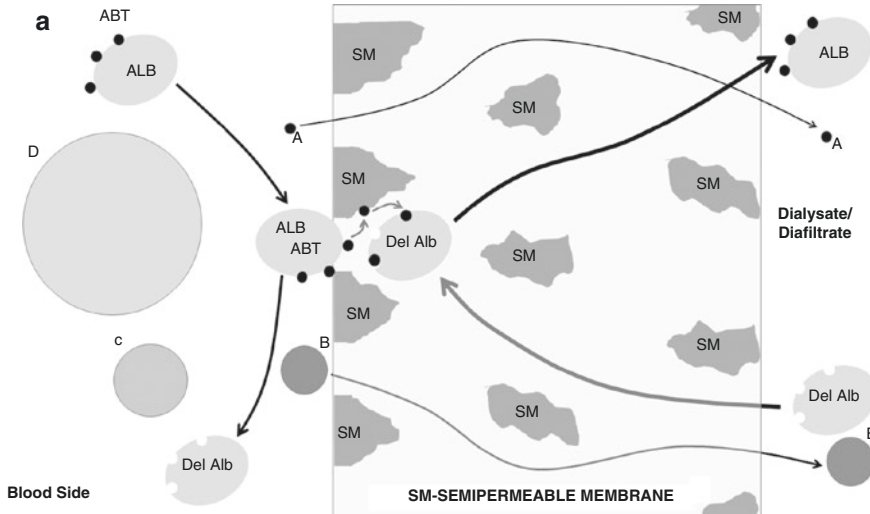 a
ABT
ALB
SM
SM
ALB
SM
A
A
D
SM
SM
Dialysate/
Diafiltrate
ALB
ABT
Del Alb
SM
SM
SM
B
c
Del Alb
SM
SM
B
Del Alb
Blood Side
SM-SEMIPERMEABLE MEMBRANE